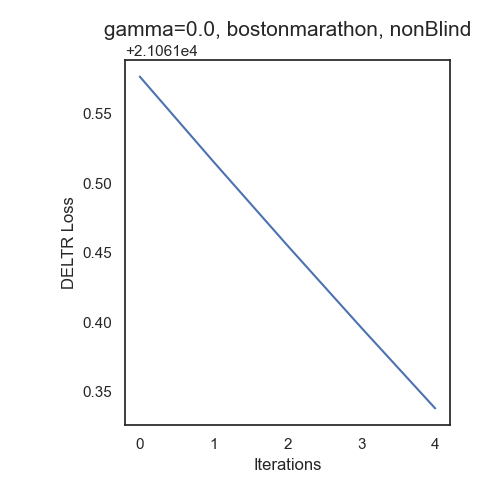 gamma=0.0, bostonmarathon, nonBlind
+2.1061e4
0.55
0.50
0.45
0.40
0.35
DELTR Loss
0 1 2 3 4
Iterations